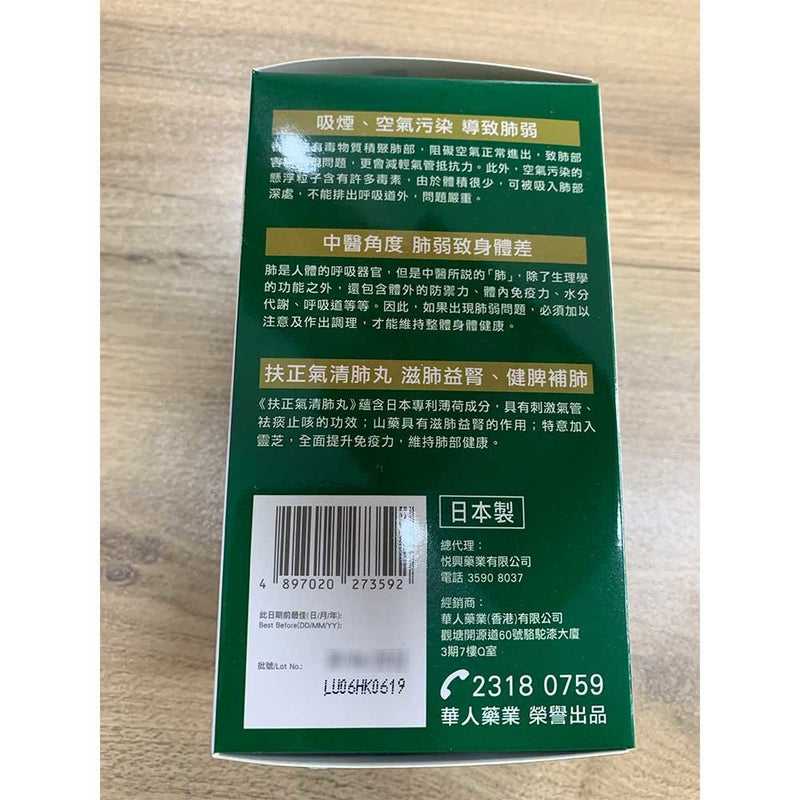 吸煙、空氣污染 導致肺弱
有毒物質積聚肺部，阻礙空氣正常進出，致肺部
問題，更會減輕氣管抵抗力。此外，空氣污染的
懸浮粒子含有許多毒素，由於體積很少，可被吸入肺部
深處，不能排出呼吸道外，問題嚴重。
中醫角度 肺弱致身體差
肺是人體的呼吸器官，但是中醫所説的「肺」，除了生理學
的功能之外，還包含體外的防禦力、體內免疫力、水分
代謝、呼吸道等等。因此，如果出現肺弱問題，必須加以
注意及作出調理，才能維持整體身體健康。
扶正氣清肺丸 滋肺益腎、健脾補肺
《扶正氣清肺丸》蘊含日本專利薄荷成分，具有刺激氣管、
祛痰止咳的功效；山藥具有滋肺益腎的作用；特意加入
靈芝，全面提升免疫力，維持肺部健康。
4 897020 273592
此日期前最佳(日/月/年):
Best Before(DD/MM/YY):
批號/Lot No.:
LU06HK0619
日本製
總代理：
悦興藥業有限公司
電話 3590 8037
經銷商：
華人藥業(香港)有限公司
觀塘開源道60號駱駝漆大廈
3期7樓Q室
2318 0759
華人藥業 榮譽出品